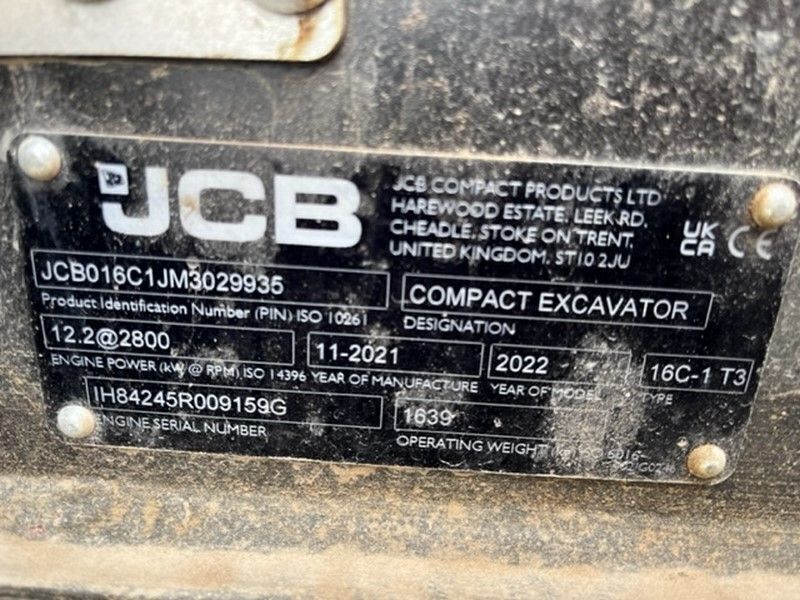 JCB
JCB COMPACT PRODUCTS LTD
HAREWOOD ESTATE, LEEK RD,
CHEADLE, STOKE ON TRENT,
UNITED KINGDOM, ST10 2JU
UK
CA CE
JCB016C1JM3029935
Product Identification Number (PIN) ISO 10261
COMPACT EXCAVATOR
DESIGNATION
12.2@2800
ENGINE POWER (kW @ RPM) ISO 14396
11-2021
YEAR OF MANUFACTURE
2022
YEAR OF MODEL
16C-1 T3
TYPE
IH84245R009159G
ENGINE SERIAL NUMBER
1639
OPERATING WEIGHT (kg) ISO 6016